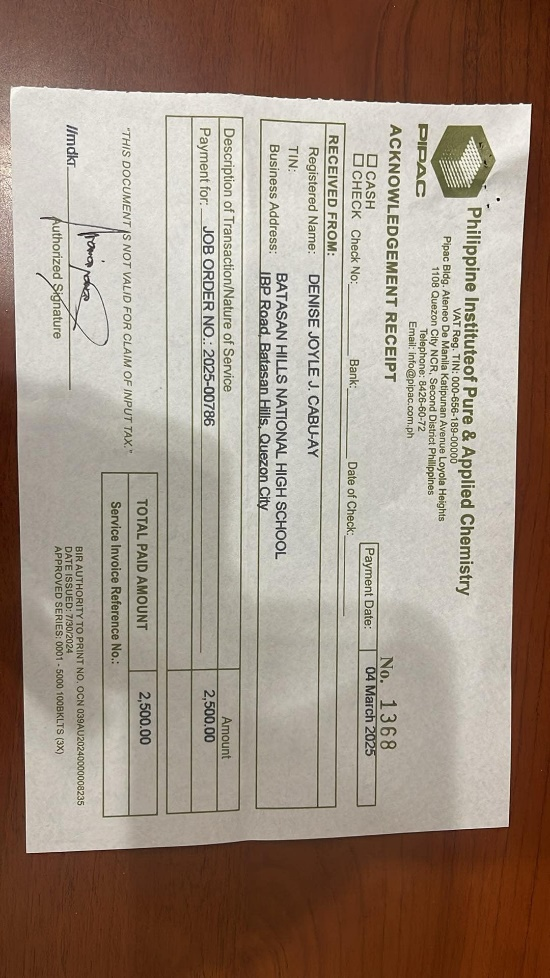 Philippine Instituteof Pure & Applied Chemistry
VAT Reg. TIN: 000-656-189-00000
Pipac Bldg. Ateneo De Manila Katipunan Avenue Loyola Heights
1108 Quezon City NCR, Second District Philippines
Telephone: 8426-60-72
Email: info@pipac.com.ph
PIPAC
ACKNOWLEDGEMENT RECEIPT
No. 1368
CASH
CHECK Check No: Bank: Date of Check:
Payment Date: 04 March 2025
RECEIVED FROM:
Registered Name: DENISE JOYLE J. CABU-AY
TIN: BATASAN HILLS NATIONAL HIGH SCHOOL
Business Address: IBP Road, Batasan Hills, Quezon City
Description of Transaction/Nature of Service Amount
Payment for: JOB ORDER NO.: 2025-00786 2,500.00
TOTAL PAID AMOUNT 2,500.00
Service Invoice Reference No.:
"THIS DOCUMENT IS NOT VALID FOR CLAIM OF INPUT TAX."
//mdkr
Authorized Signature
BIR AUTHORITY TO PRINT NO. OCN 039AU20240000008235
DATE ISSUED: 7/30/2024
APPROVED SERIES: 0001 - 5000 100BKLTS (3X)